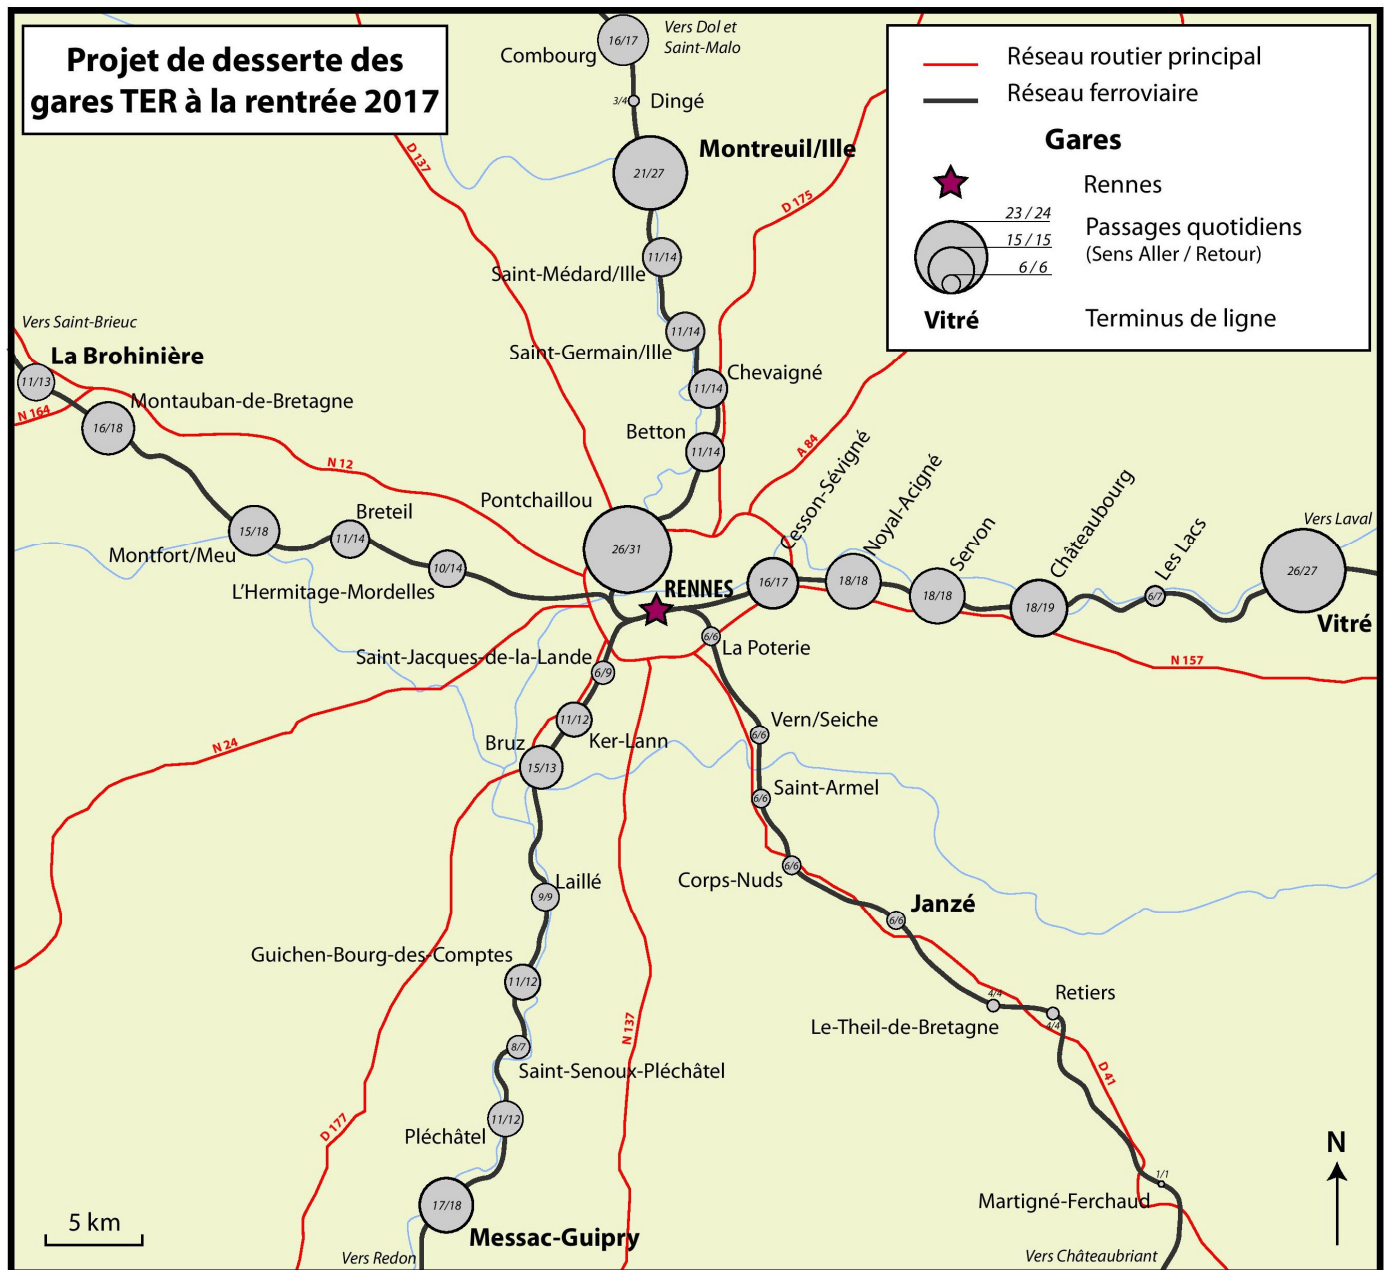 Projet de desserte des
gares TER à la rentrée 2017
Vers Dol et
Saint-Malo
16/17
Combourg
3/4
Dingé
21/27
Montreuil/Ille
D 137
D 175
11/14
Saint-Médard/Ille
11/14
Saint-Germain/Ille
11/14
Chevaigné
Betton
11/14
A 84
Réseau routier principal
Réseau ferroviaire
Gares
Rennes
23 / 24
15 / 15
6 / 6
Passages quotidiens
(Sens Aller / Retour)
Vitré
Terminus de ligne
Vers Saint-Brieuc
La Brohinière
11/13
N 164
Montauban-de-Bretagne
16/18
N 12
Pontchaillou
26/31
Breteil
15/18
11/14
Montfort/Meu
10/14
L'Hermitage-Mordelles
RENNES
Cesson-Sévigné
16/17
Noyal-Acigné
18/18
Servon
18/18
Châteaubourg
18/19
Les Lacs
6/7
Vers Laval
26/27
Vitré
N 157
6/6
La Poterie
Saint-Jacques-de-la-Lande
6/9
11/12
Ker-Lann
Bruz
15/13
N 24
Vern/Seiche
6/6
Saint-Armel
6/6
Corps-Nuds
6/6
Janzé
6/6
Laillé
9/9
Guichen-Bourg-des-Comptes
11/12
8/7
Saint-Senoux-Pléchâtel
11/12
Pléchâtel
17/18
Messac-Guipry
Vers Redon
D 177
N 137
4/4
Le-Theil-de-Bretagne
Retiers
4/4
D 41
1/1
Martigné-Ferchaud
Vers Châteaubriant
N
5 km